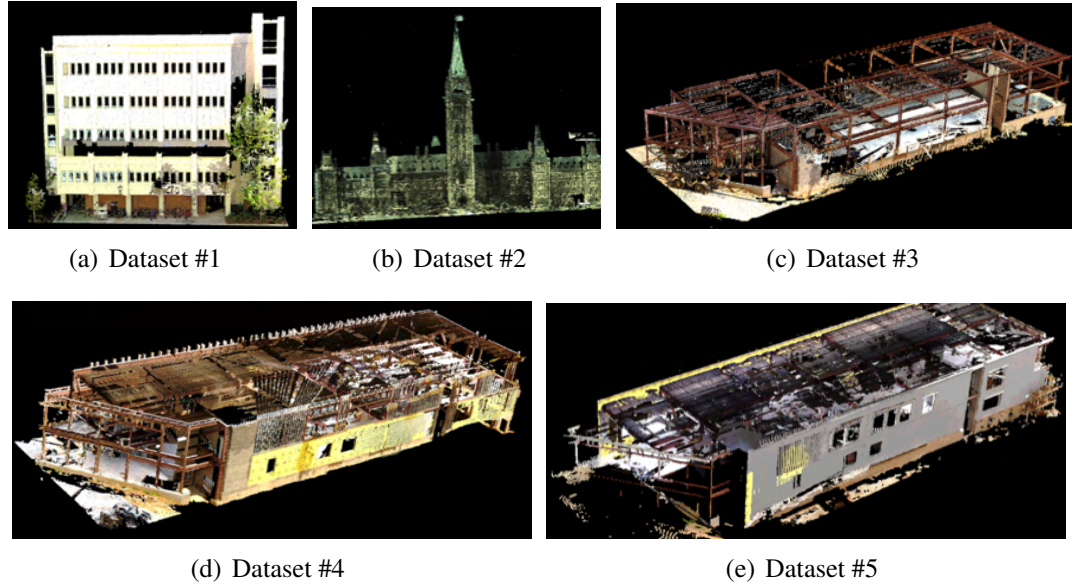 (a) Dataset #1
(b) Dataset #2
(c) Dataset #3
(d) Dataset #4
(e) Dataset #5